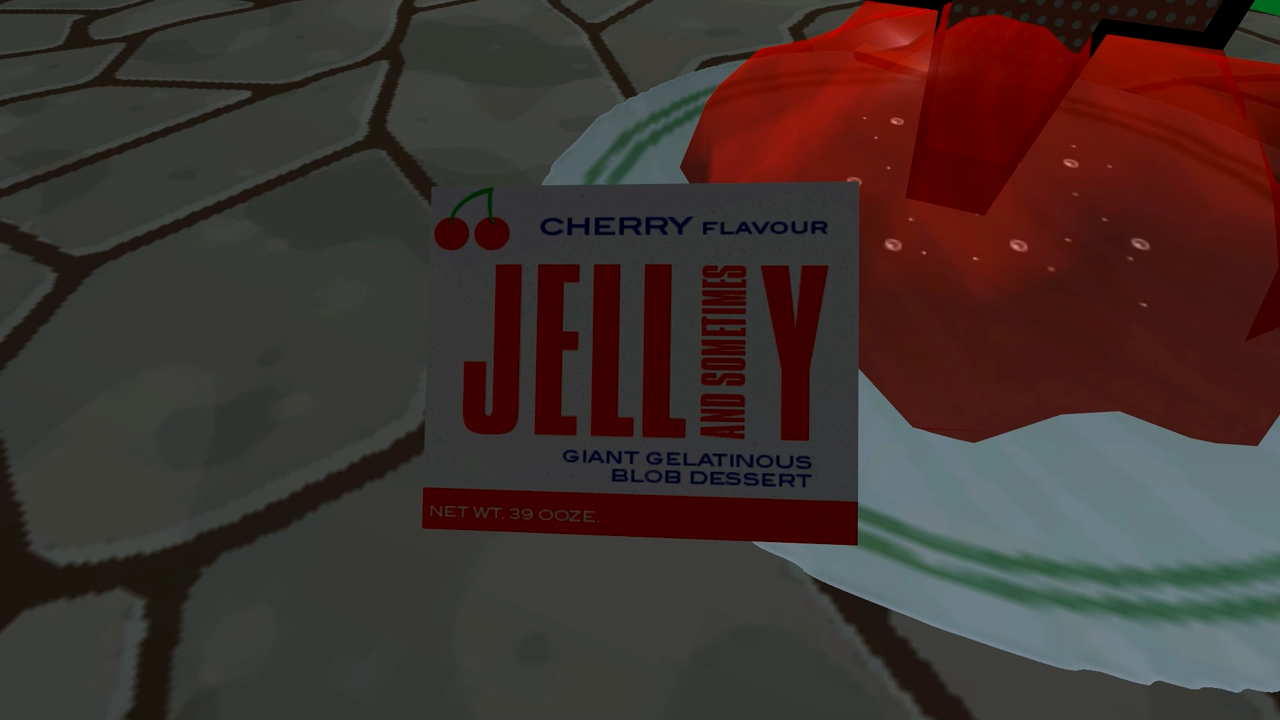 CHERRY FLAVOUR
JELL AND SOMETIMES Y
GIANT GELATINOUS
BLOB DESSERT
NET WT. 39 OOZE.